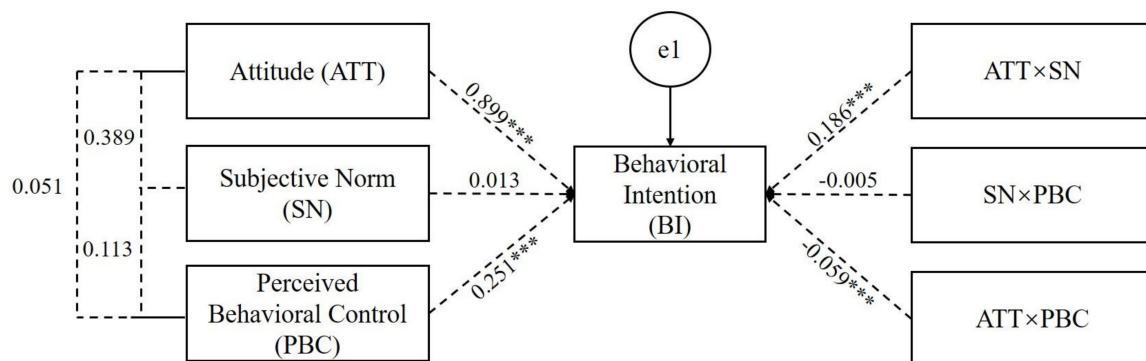 Attitude (ATT)
0.389
0.051
Subjective Norm
(SN)
0.113
Perceived
Behavioral Control
(PBC)
0.899***
0.013
0.251***
e1
Behavioral
Intention
(BI)
0.186***
-0.005
-0.059***
ATT×SN
SN×PBC
ATT×PBC